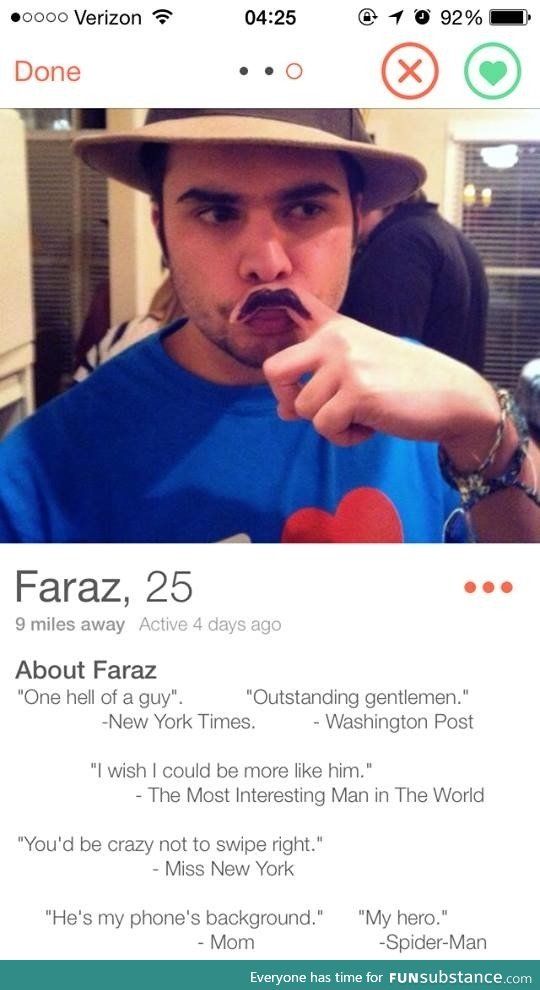 Verizon 04:25 92%
Done
Faraz, 25
9 miles away Active 4 days ago
About Faraz
"One hell of a guy". "Outstanding gentlemen."
-New York Times. - Washington Post
"I wish I could be more like him."
- The Most Interesting Man in The World
"You'd be crazy not to swipe right."
- Miss New York
"He's my phone's background." "My hero."
- Mom -Spider-Man
Everyone has time for FUNsubstance.com